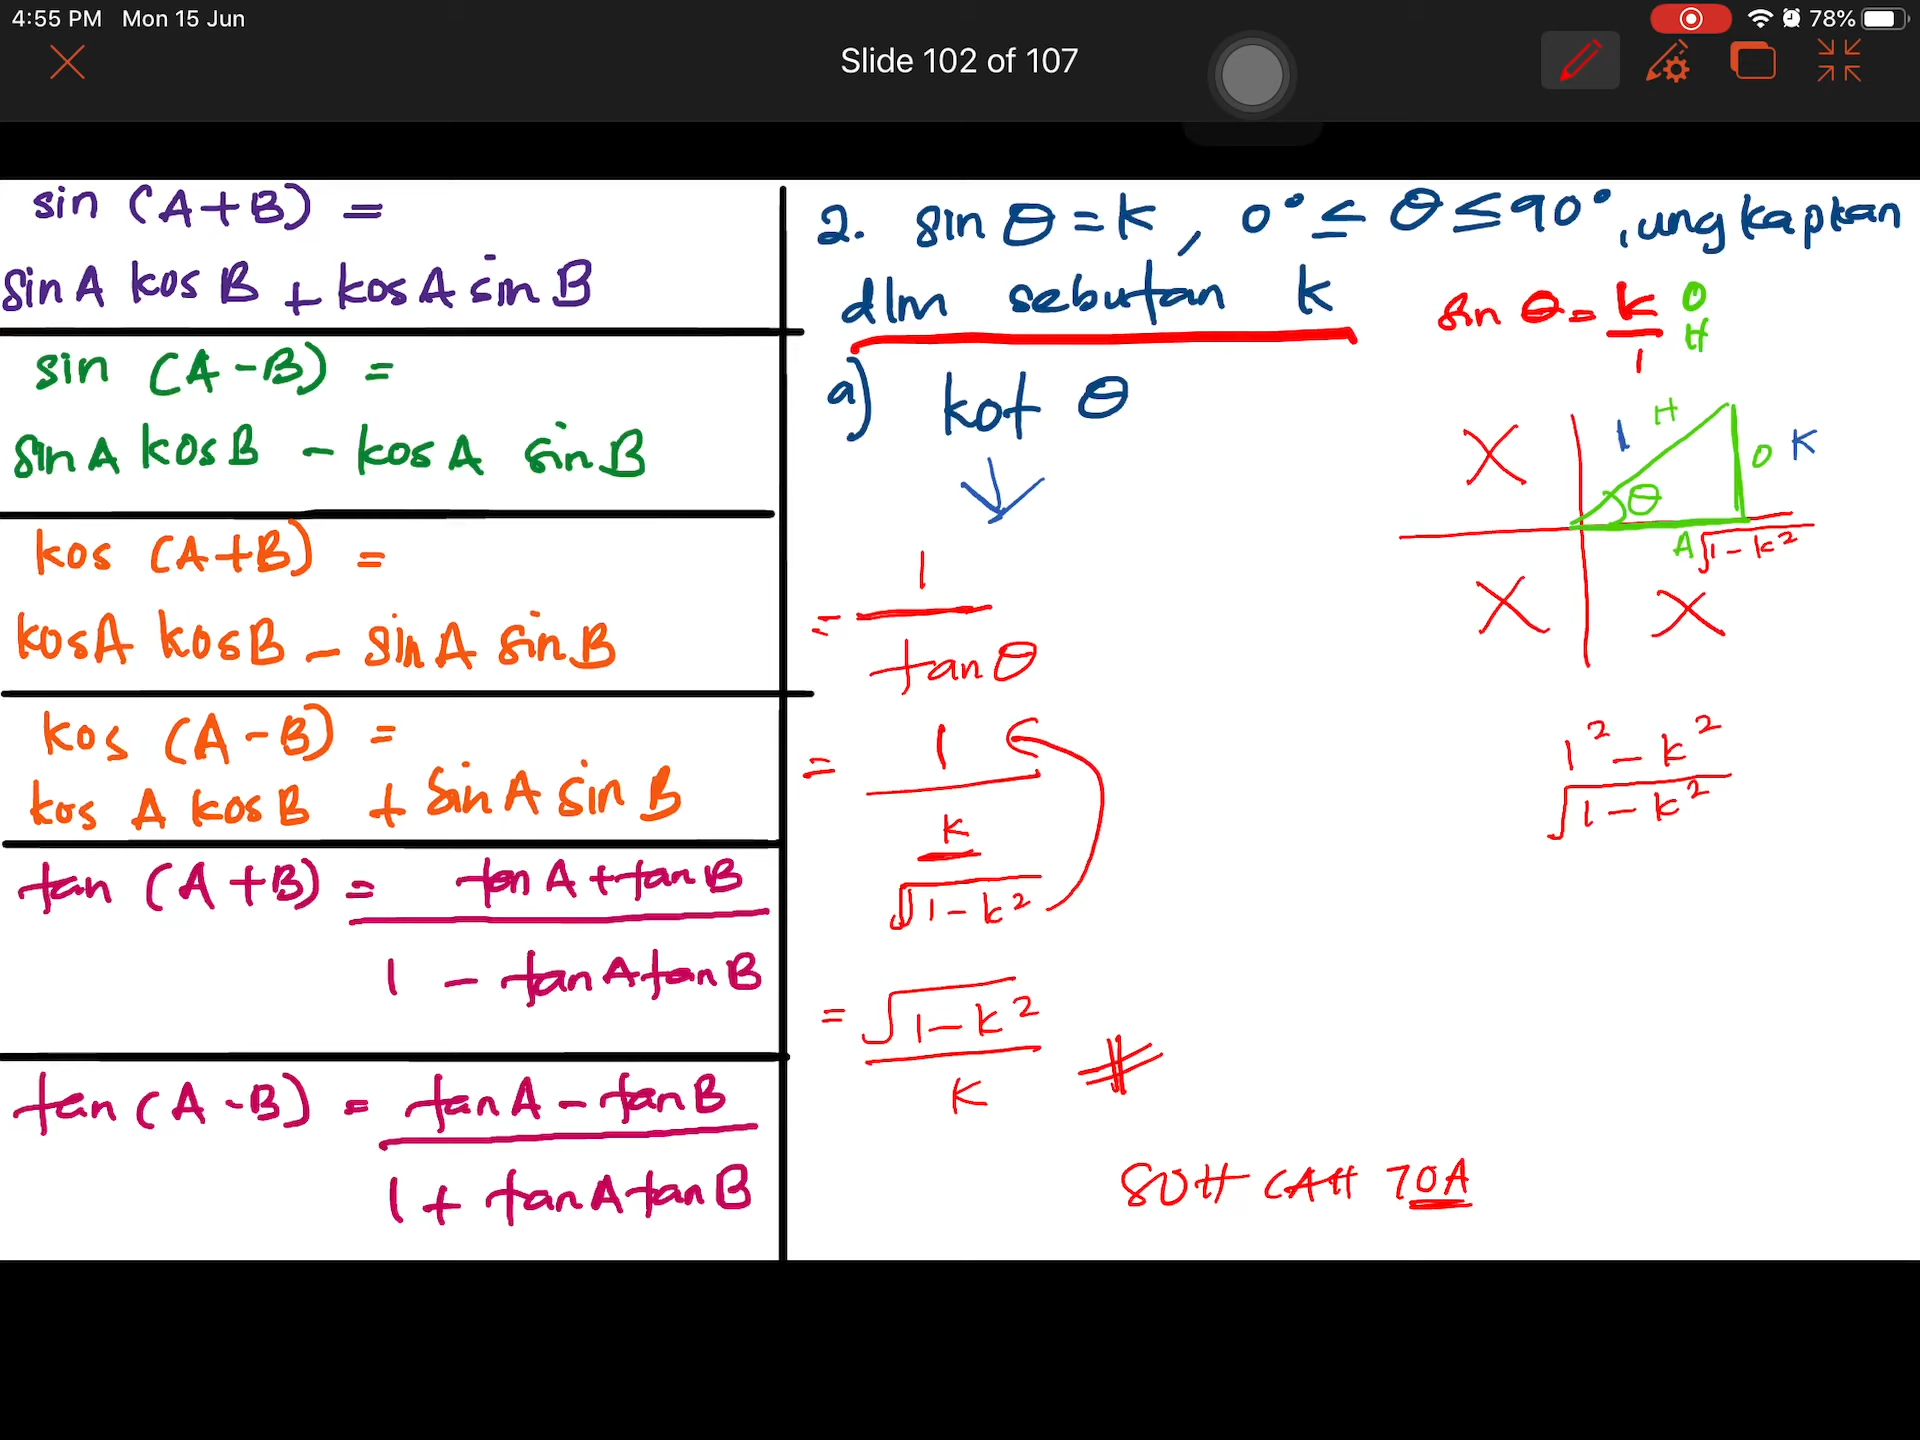 4:55 PM Mon 15 Jun
78%
Slide 102 of 107
sin (A+B) =
sin A kos B + kos A sin B
sin (A-B) =
sin A kos B - kos A sin B
kos (A+B) =
kos A kos B - sin A sin B
kos (A-B) =
kos A kos B + sin A sin B
tan (A+B) = tan A + tan B
1 - tan A tan B
tan (A-B) = tan A - tan B
1 + tan A tan B
2. sin θ = k, 0° ≤ θ ≤ 90°, ungkapkan
dlm sebutan k
sin θ = k O
1 H
a) kot θ
1 H
O K
θ
A √1-k²
X
X X
= 1
tan θ
= 1
k
√1-k²
= √1-k²
k
1² - k²
√1-k²
SOH CAH TOA